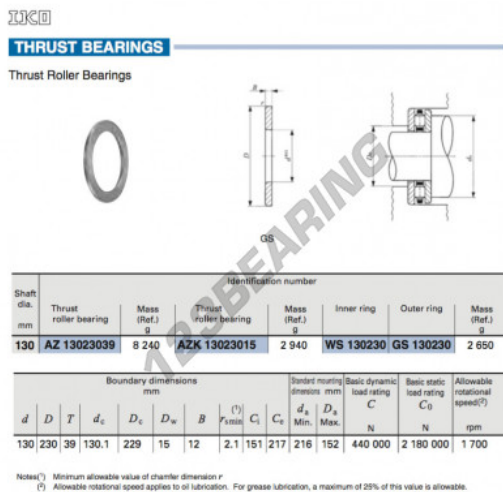 IKO
THRUST BEARINGS
Thrust Roller Bearings
B
r
D
GS
123BEARING
Shaft dia. mm
Identification number
Thrust roller bearing
Mass (Ref.) g
Thrust roller bearing
Mass (Ref.) g
Inner ring
Outer ring
Mass (Ref.) g
130 AZ 13023039 8 240 AZK 13023015 2 940 WS 130230 GS 130230 2 650
Boundary dimensions mm
Standard mounting dimensions mm
Basic dynamic load rating C N
Basic static load rating C0 N
Allowable rotational speed(2) rpm
d D T dc Dc Dw B rsmin(1) Ci Ce da Min. Da Max.
130 230 39 130.1 229 15 12 2.1 151 217 216 152 440 000 2 180 000 1 700
Notes(1) Minimum allowable value of chamfer dimension r
(2) Allowable rotational speed applies to oil lubrication. For grease lubrication, a maximum of 25% of this value is allowable.